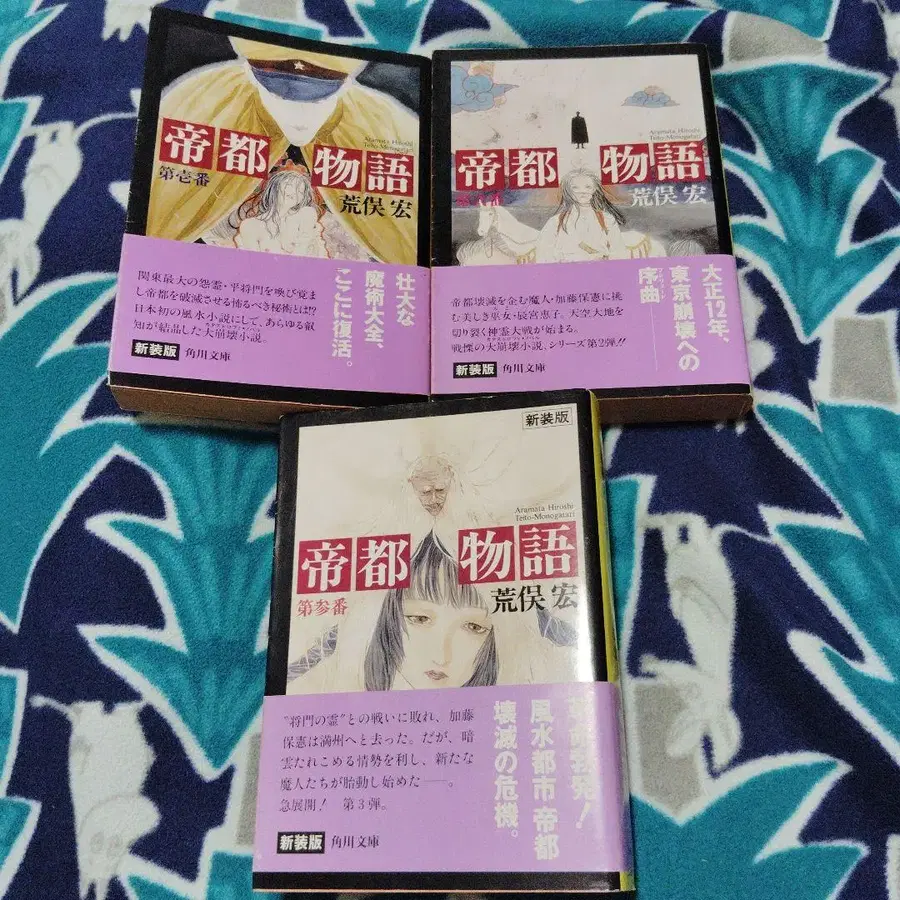 Aramata Hiroshi
Teito-Monogatari
帝都物語
第壱番
荒俣 宏
壮大な
魔術大全、
ここに復活。
関東最大の怨霊・平将門を喚び覚ま
し帝都を破滅させる怖るべき秘術とは!?
日本初の風水小説にして、あらゆる叡
知が結晶した大崩壊小説。
新装版 角川文庫
Aramata Hiroshi
Teito-Monogatari
帝都物語
荒俣 宏
大正12年、
東京崩壊への
序曲
帝都壊滅を企む魔人・加藤保憲に挑
む美しき巫女・辰宮恵子。天空大地を
切り裂く神霊大戦が始まる。
戦慄の大崩壊小説、シリーズ第2弾!!
新装版 角川文庫
新装版
Aramata Hiroshi
Teito-Monogatari
帝都物語
第参番
荒俣 宏
発!
風水都市帝都
壊滅の危機。
"将門の霊"との戦いに敗れ、加藤
保憲は満州へと去った。だが、暗
雲たれこめる情勢を利し、新たな
魔人たちが胎動し始めた――。
急展開! 第3弾。
新装版 角川文庫